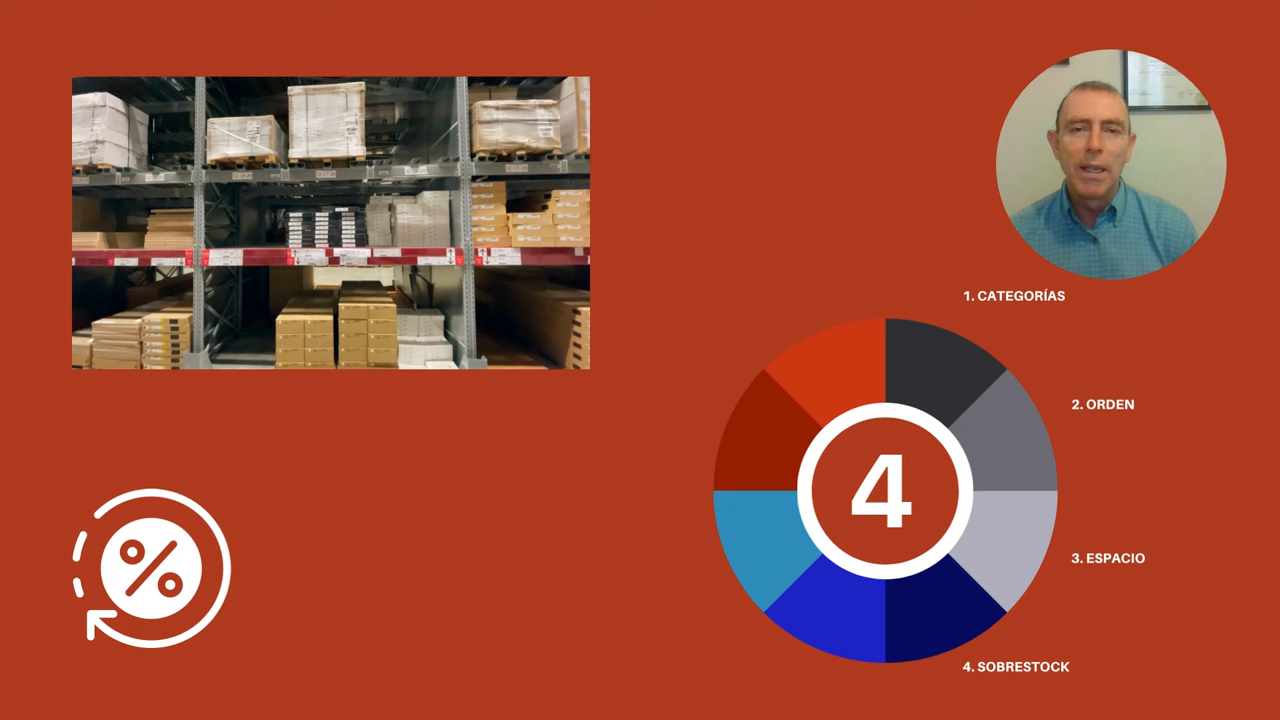 1. CATEGORÍAS
2. ORDEN
4
3. ESPACIO
4. SOBRESTOCK
%